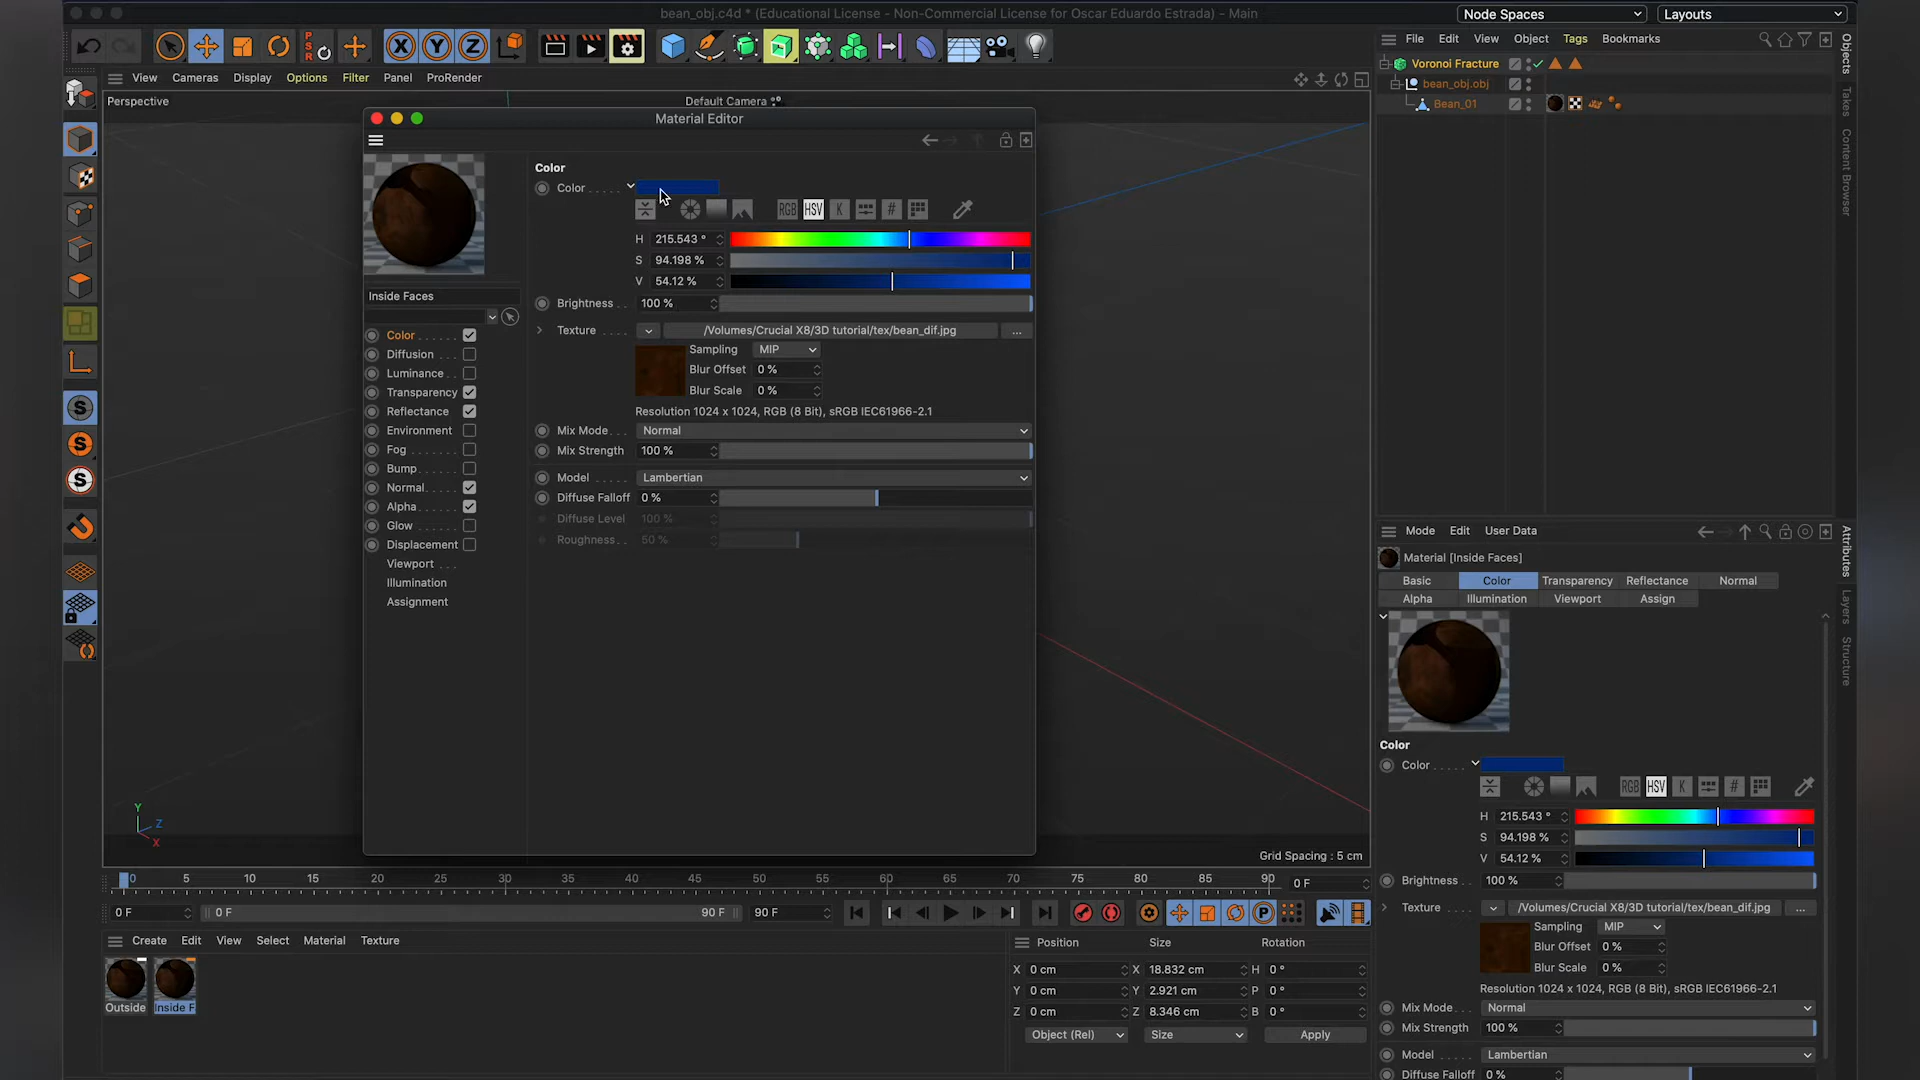 bean_obj.c4d * (Educational License - Non-Commercial License for Oscar Eduardo Estrada) - Main
Node Spaces
Layouts
PSR
X Y Z
File Edit View Object Tags Bookmarks
View Cameras Display Options Filter Panel ProRender
Voronoi Fracture
bean_obj.obj
Bean_01
Perspective
Default Camera
Material Editor
Color
Color
RGB HSV K #
H 215.543 °
S 94.198 %
V 54.12 %
Inside Faces
Brightness 100 %
Texture /Volumes/Crucial X8/3D tutorial/tex/bean_dif.jpg ...
Sampling MIP
Blur Offset 0 %
Blur Scale 0 %
Resolution 1024 x 1024, RGB (8 Bit), sRGB IEC61966-2.1
Mix Mode Normal
Mix Strength 100 %
Model Lambertian
Diffuse Falloff 0 %
Diffuse Level 100 %
Roughness 50 %
Color
Diffusion
Luminance
Transparency
Reflectance
Environment
Fog
Bump
Normal
Alpha
Glow
Displacement
Viewport
Illumination
Assignment
Objects
Takes
Content Browser
Mode Edit User Data
Material [Inside Faces]
Basic Color Transparency Reflectance Normal
Alpha Illumination Viewport Assign
Color
Color
RGB HSV K #
H 215.543 °
S 94.198 %
V 54.12 %
Brightness 100 %
Texture /Volumes/Crucial X8/3D tutorial/tex/bean_dif.jpg ...
Sampling MIP
Blur Offset 0 %
Blur Scale 0 %
Resolution 1024 x 1024, RGB (8 Bit), sRGB IEC61966-2.1
Mix Mode Normal
Mix Strength 100 %
Model Lambertian
Diffuse Falloff 0 %
Attributes
Layers
Structure
Y
Z
X
Grid Spacing : 5 cm
0 5 10 15 20 25 30 35 40 45 50 55 60 65 70 75 80 85 90 0 F
0 F 0 F 90 F 90 F
Create Edit View Select Material Texture
Outside
Inside F
Position Size Rotation
X 0 cm X 18.832 cm H 0 °
Y 0 cm Y 2.921 cm P 0 °
Z 0 cm Z 8.346 cm B 0 °
Object (Rel) Size Apply